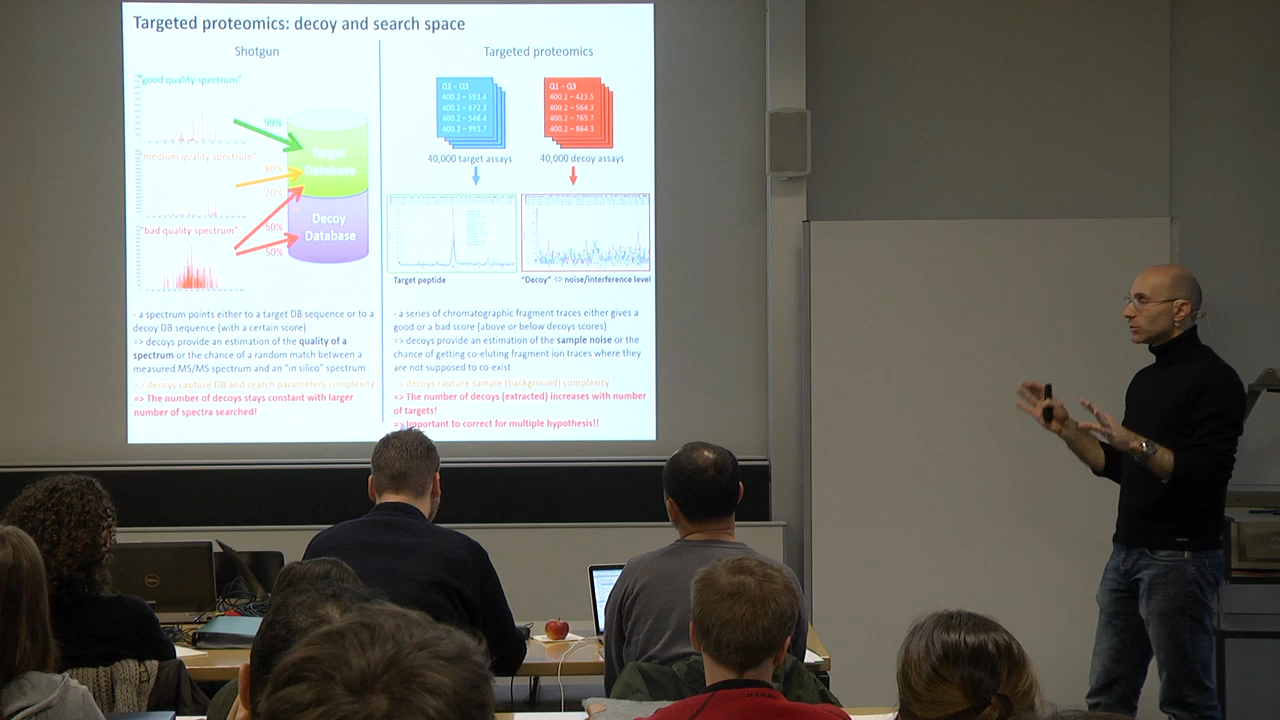 Targeted proteomics: decoy and search space
Shotgun
"good quality spectrum"
99%
"medium quality spectrum"
80%
20%
"bad quality spectrum"
50%
50%
Target
Database
Decoy
Database
- a spectrum points either to a target DB sequence or to a
decoy DB sequence (with a certain score)
=> decoys provide an estimation of the quality of a
spectrum or the chance of a random match between a
measured MS/MS spectrum and an "in silico" spectrum
=> decoys capture DB and search parameters complexity
=> The number of decoys stays constant with larger
number of spectra searched!
Targeted proteomics
Q1 – Q3
400.2 – 593.4
400.2 – 672.3
400.2 – 546.4
400.2 – 993.7
40,000 target assays
Q1 – Q3
400.2 – 423.5
400.2 – 564.3
400.2 – 765.7
400.2 – 864.3
40,000 decoy assays
Target peptide
"Decoy" <> noise/interference level
- a series of chromatographic fragment traces either gives a
good or a bad score (above or below decoys scores)
=> decoys provide an estimation of the sample noise or the
chance of getting co-eluting fragment ion traces where they
are not supposed to co-exist
=> decoys capture sample (background) complexity
=> The number of decoys (extracted) increases with number
of targets!
=> Important to correct for multiple hypothesis!!
DELL